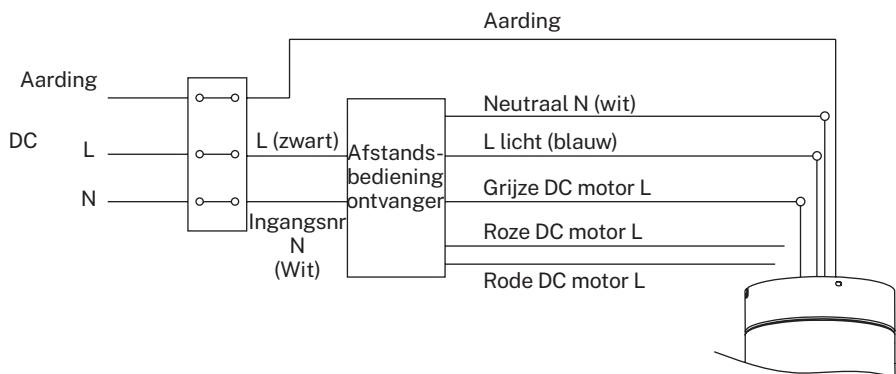 Aarding
Aarding
DC
L
N
L (zwart)
Ingangsnr
N
(Wit)
Afstands-
bediening
ontvanger
Neutraal N (wit)
L licht (blauw)
Grijze DC motor L
Roze DC motor L
Rode DC motor L